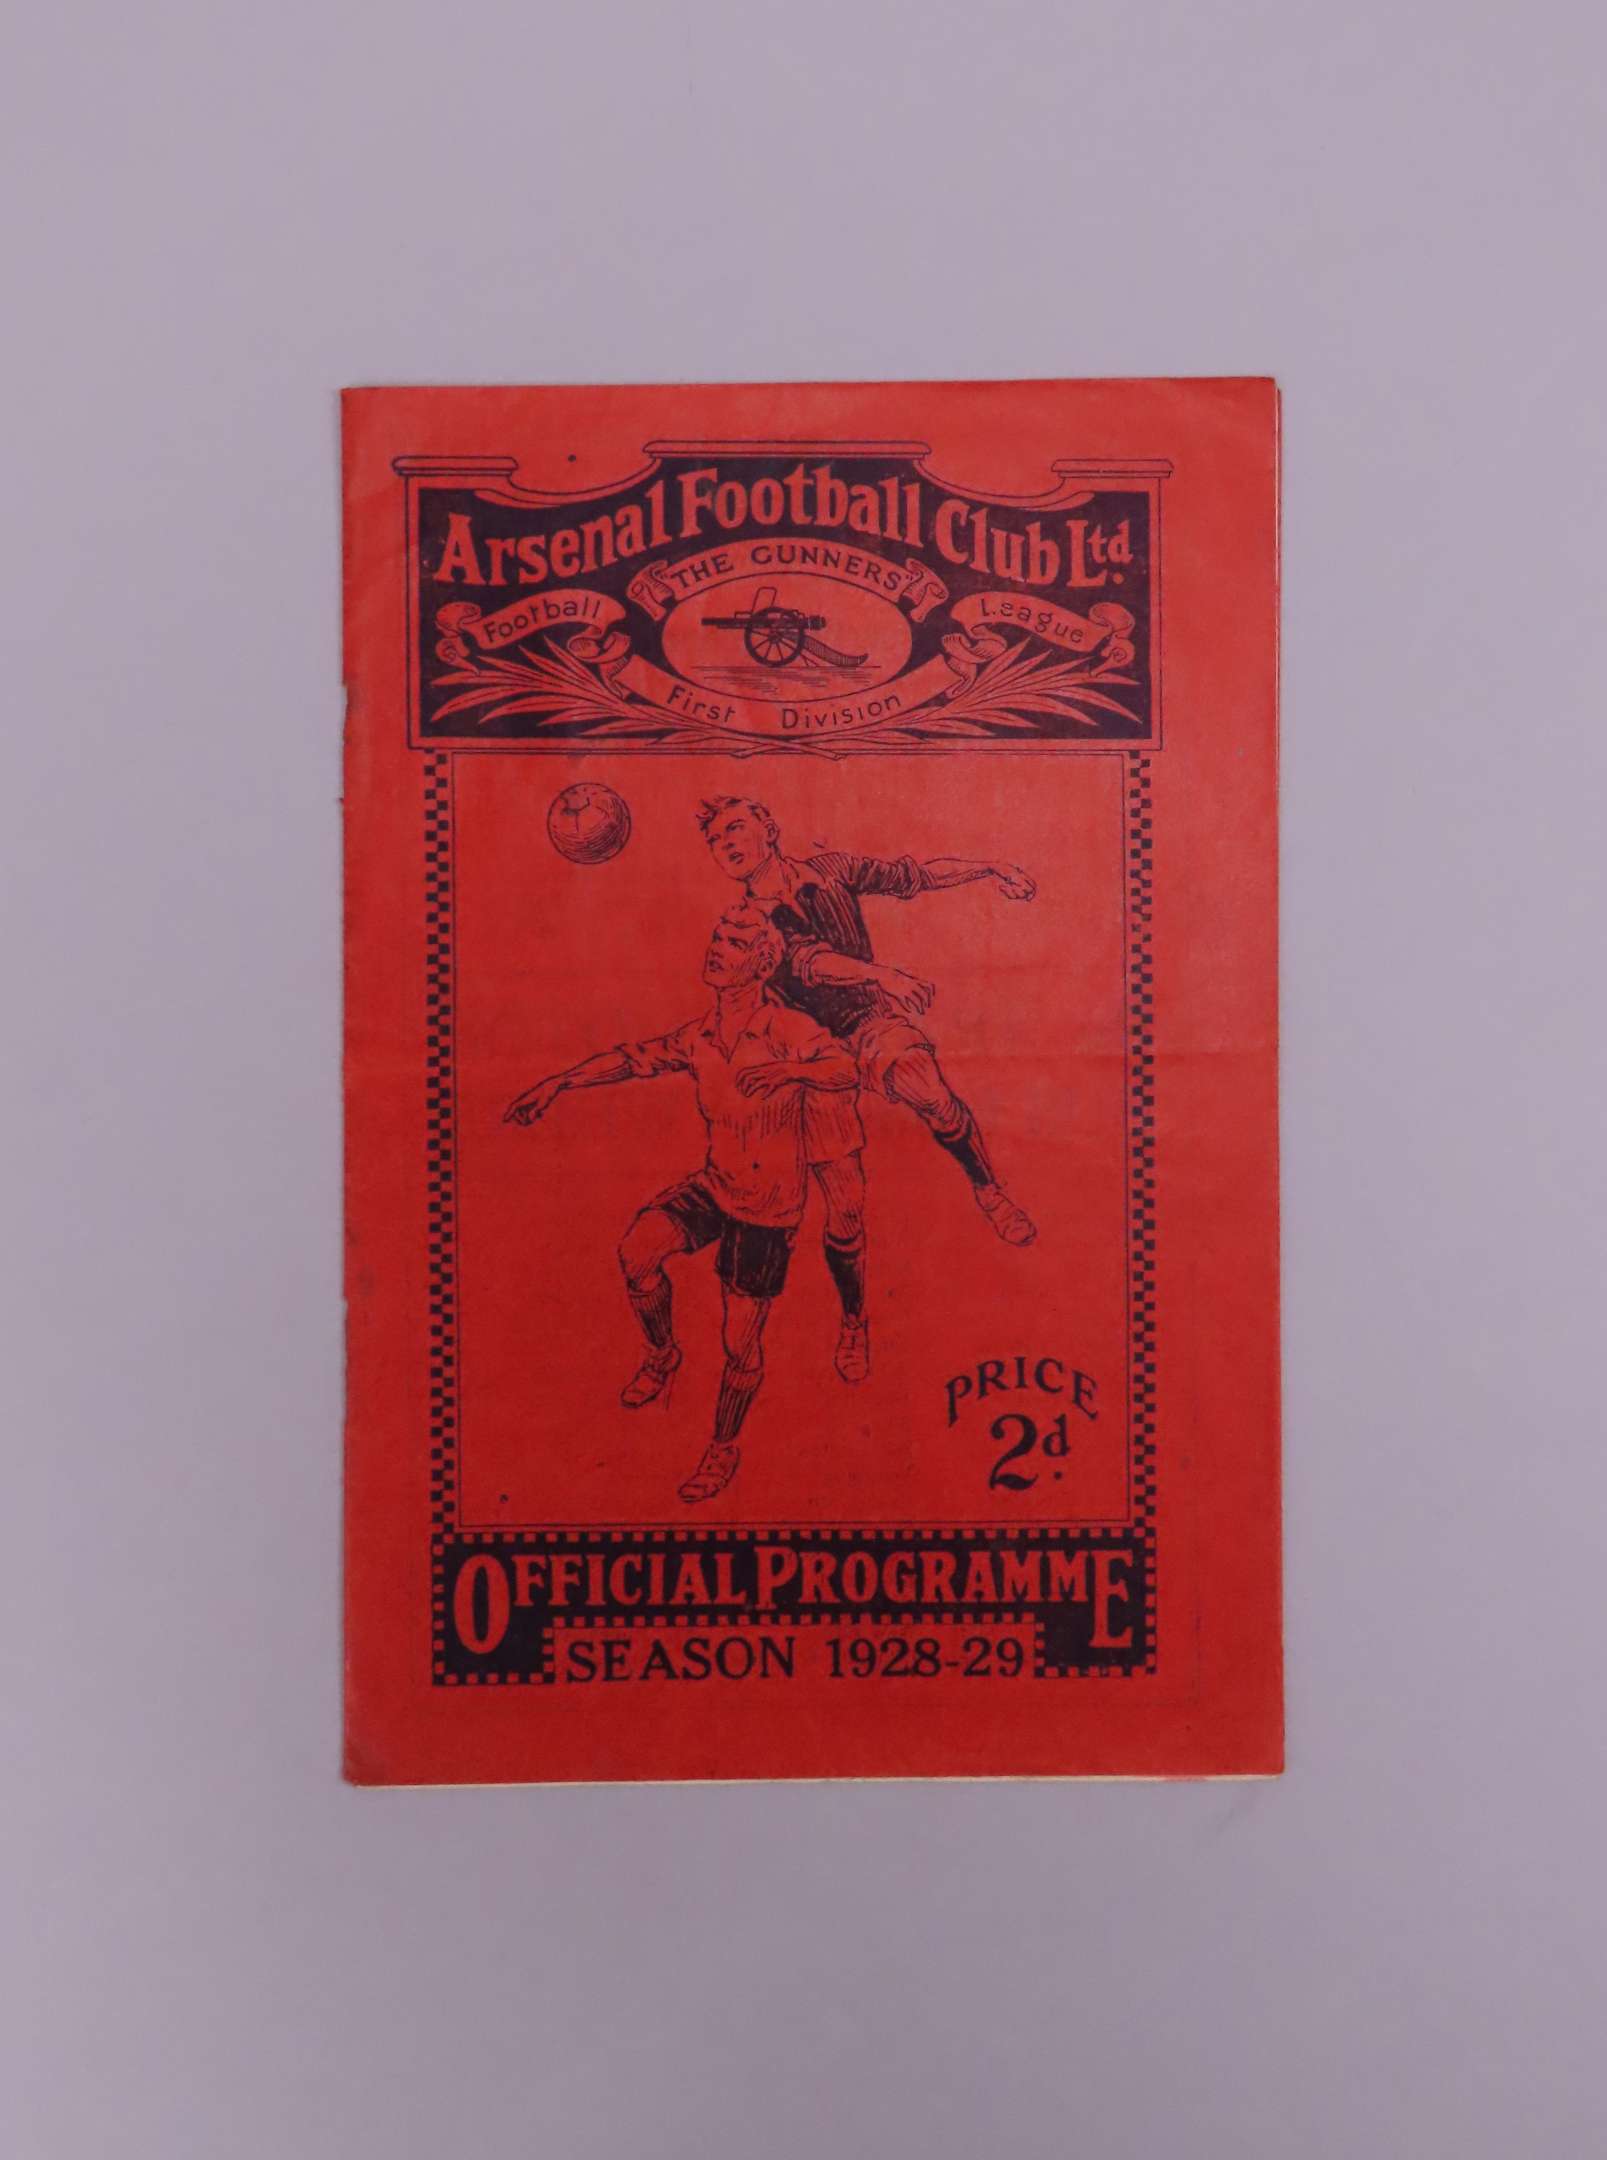 Arsenal Football Club Ltd.
"THE GUNNERS"
Football League
First Division
PRICE
2d.
OFFICIAL PROGRAMME
SEASON 1928-29